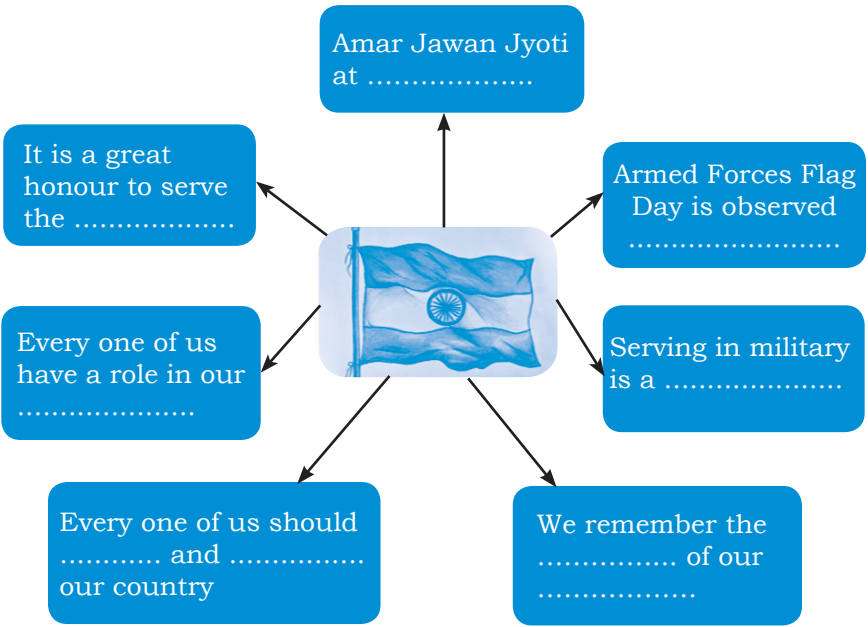 Amar Jawan Jyoti
at ...................
It is a great
honour to serve
the ..................
Armed Forces Flag
Day is observed
........................
Every one of us
have a role in our
....................
Serving in military
is a ....................
Every one of us should
............ and ...............
our country
We remember the
................ of our
..................